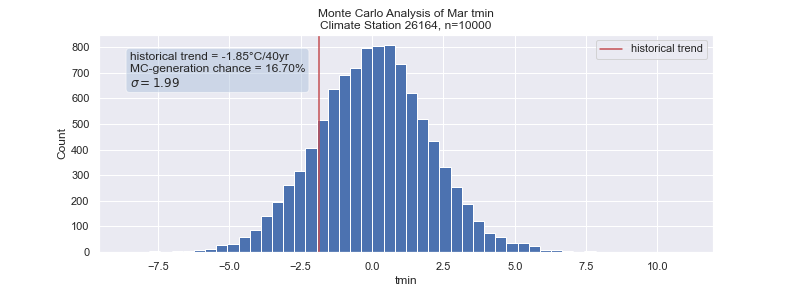 Monte Carlo Analysis of Mar tmin
Climate Station 26164, n=10000
historical trend = -1.85°C/40yr
MC-generation chance = 16.70%
σ = 1.99
historical trend
800
700
600
500
400
300
200
100
0
Count
−7.5 −5.0 −2.5 0.0 2.5 5.0 7.5 10.0
tmin